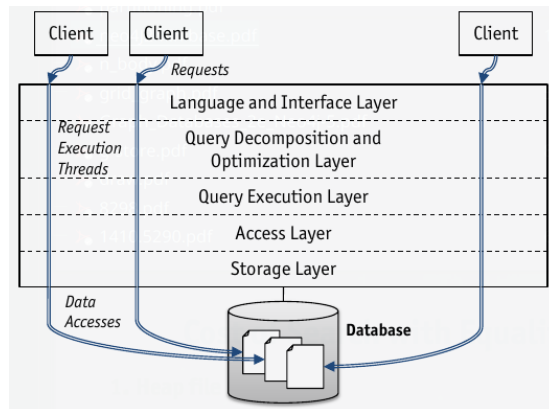 Client
Client
Client
Requests
Language and Interface Layer
Request
Execution
Threads
Query Decomposition and
Optimization Layer
Query Execution Layer
Access Layer
Storage Layer
Data
Accesses
Database